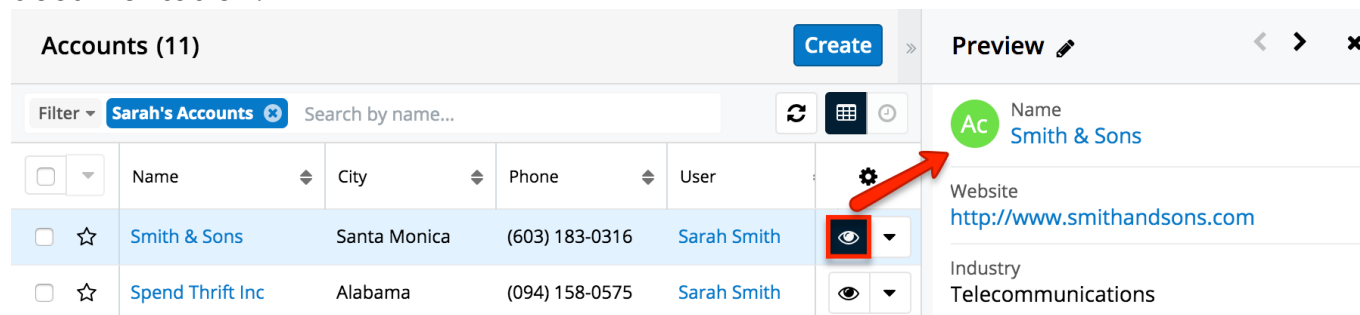 Accounts (11)
Create
»
Preview
Filter
Sarah's Accounts
Search by name...
Name
City
Phone
User
Smith & Sons
Santa Monica
(603) 183-0316
Sarah Smith
Spend Thrift Inc
Alabama
(094) 158-0575
Sarah Smith
Ac
Name
Smith & Sons
Website
http://www.smithandsons.com
Industry
Telecommunications